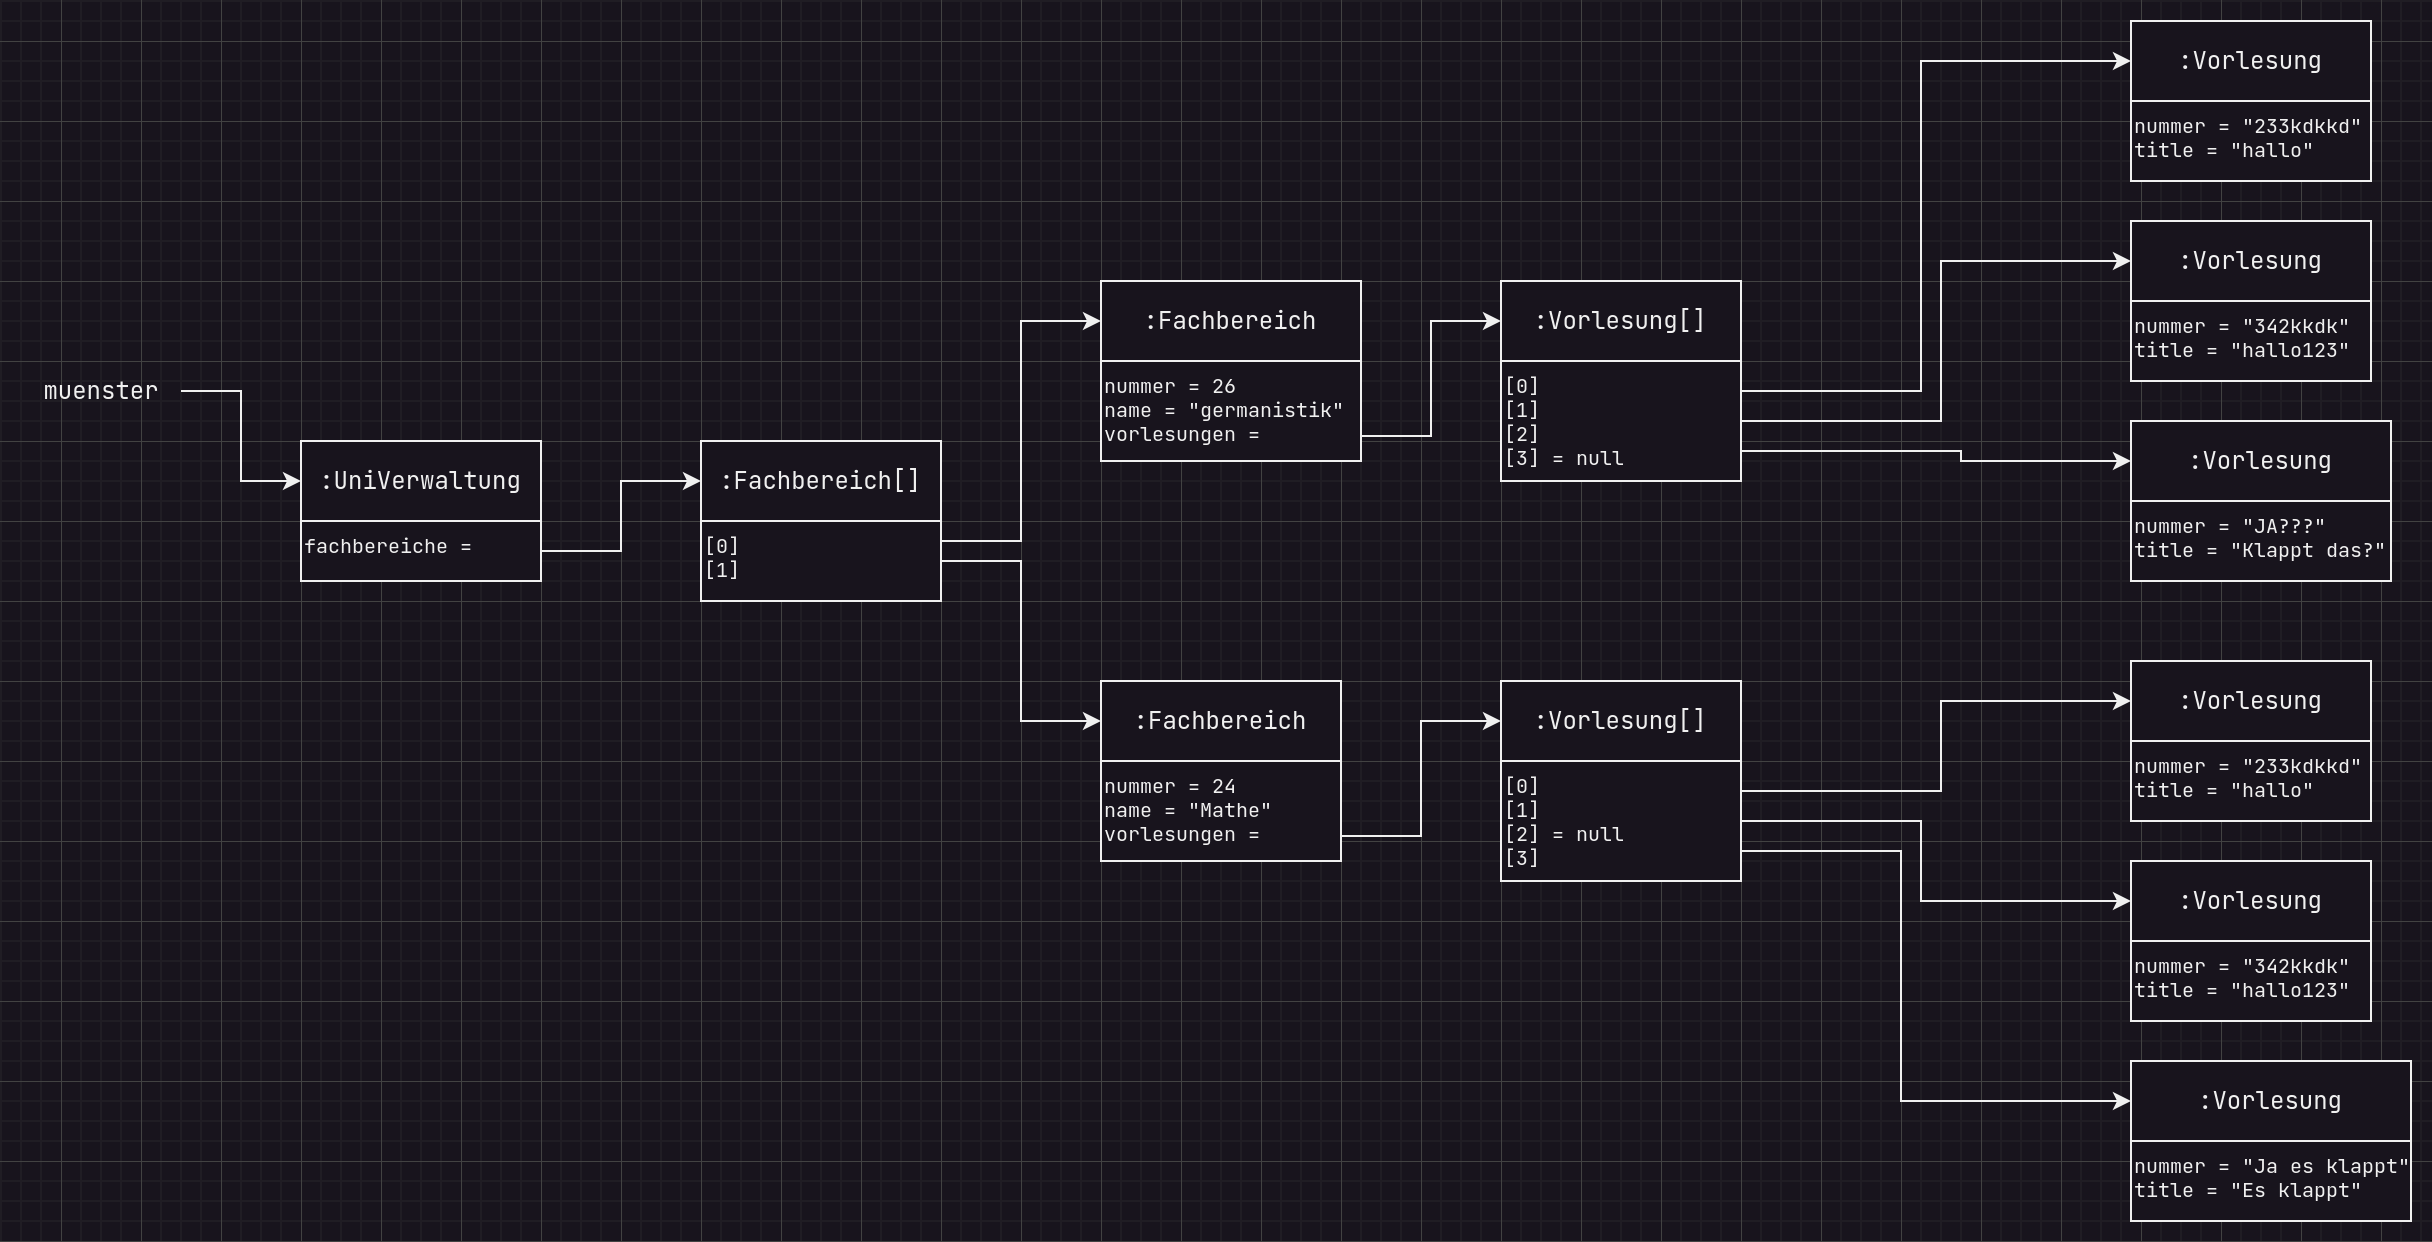 muenster
:UniVerwaltung
fachbereiche =
:Fachbereich[]
[0]
[1]
:Fachbereich
nummer = 26
name = "germanistik"
vorlesungen =
:Vorlesung[]
[0]
[1]
[2]
[3] = null
:Vorlesung
nummer = "233kdkkd"
title = "hallo"
:Vorlesung
nummer = "342kkdk"
title = "hallo123"
:Vorlesung
nummer = "JA???"
title = "Klappt das?"
:Fachbereich
nummer = 24
name = "Mathe"
vorlesungen =
:Vorlesung[]
[0]
[1]
[2] = null
[3]
:Vorlesung
nummer = "233kdkkd"
title = "hallo"
:Vorlesung
nummer = "342kkdk"
title = "hallo123"
:Vorlesung
nummer = "Ja es klappt"
title = "Es klappt"